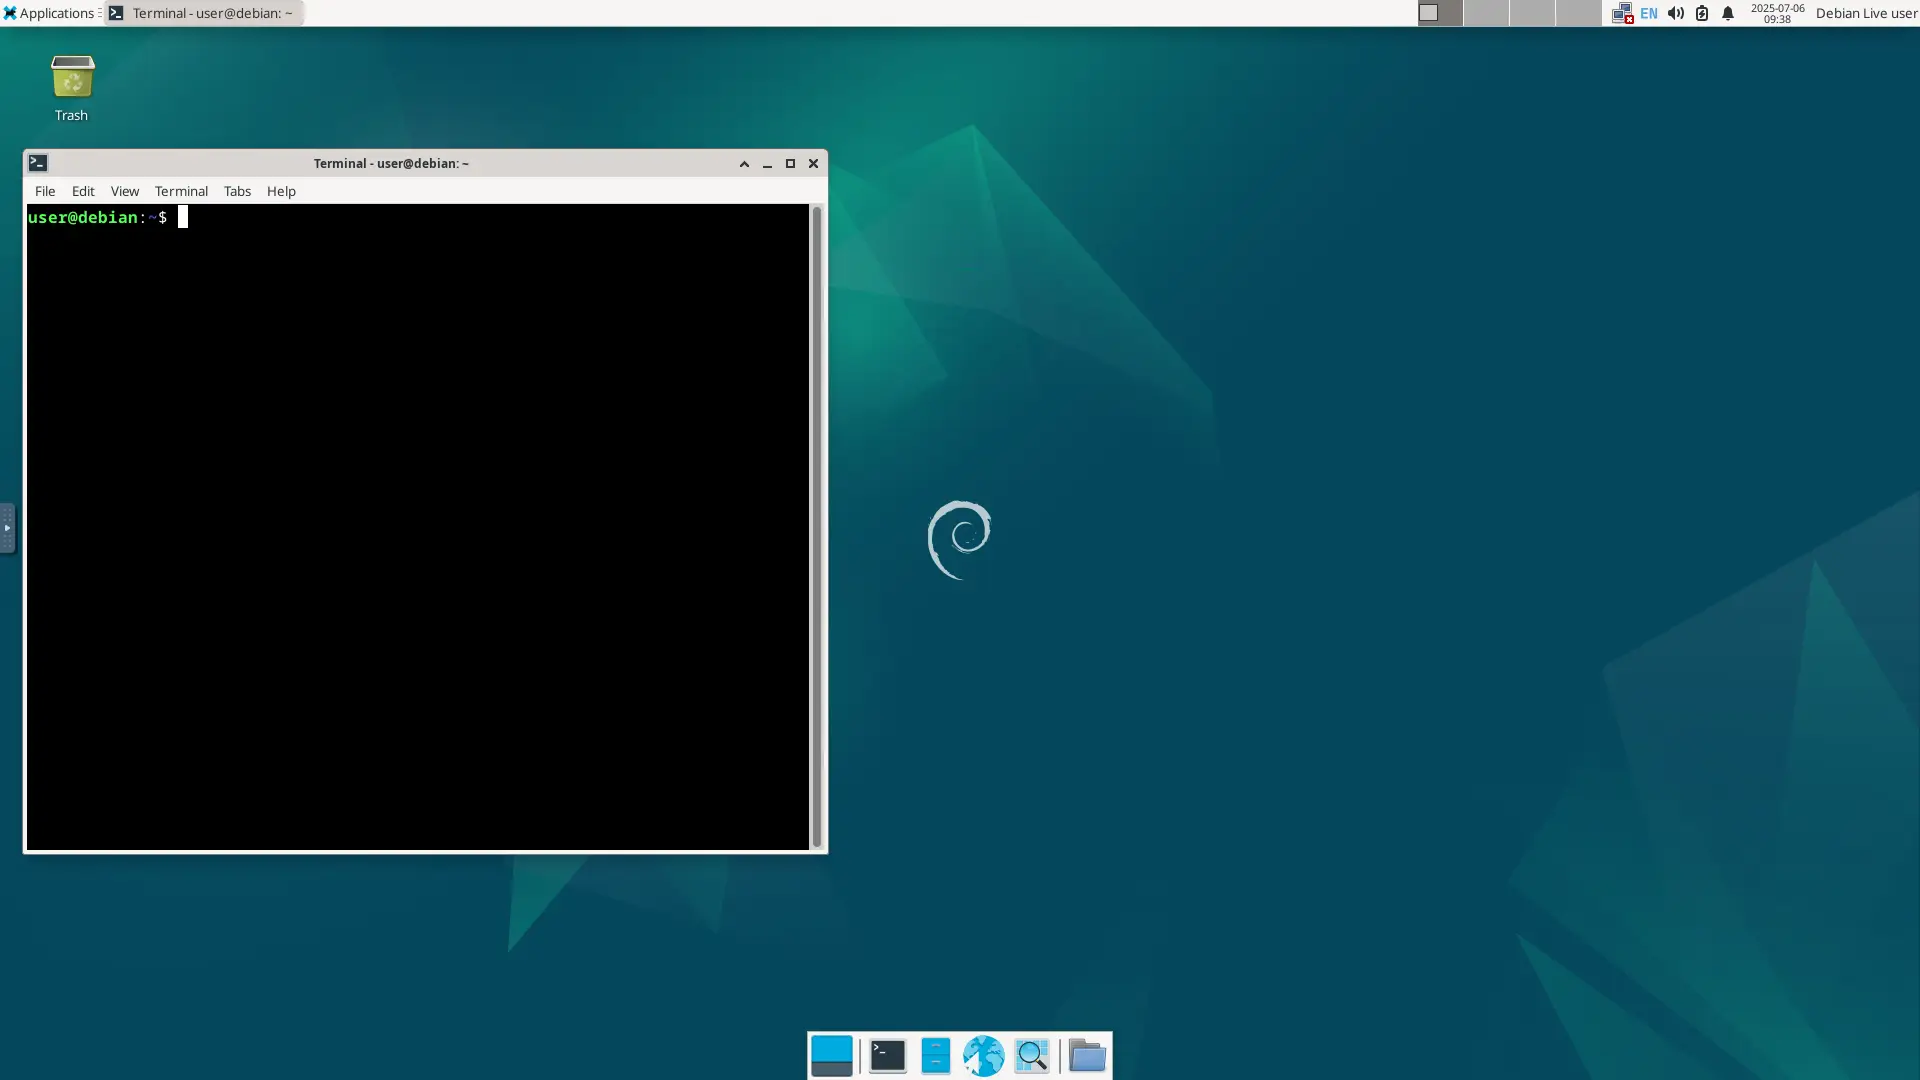 Applications
Terminal - user@debian: ~
EN
2025-07-06
09:38
Debian Live user
Trash
Terminal - user@debian: ~
File Edit View Terminal Tabs Help
user@debian:~$